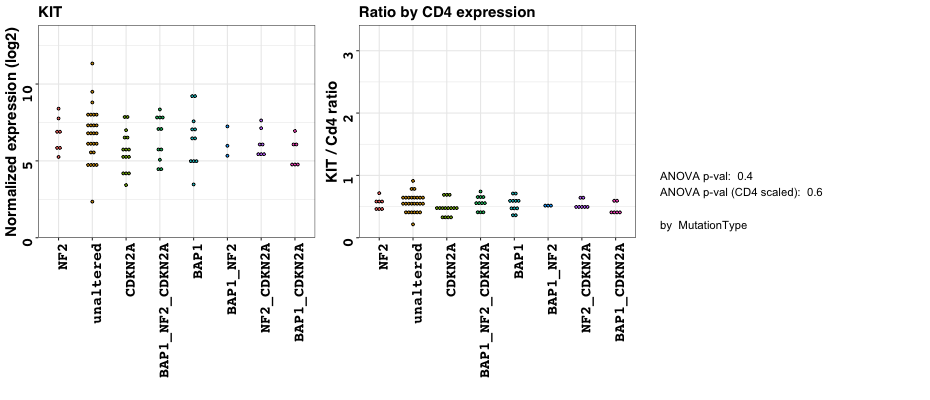 KIT
Normalized expression (log2)
0
5
10
NF2
unaltered
CDKN2A
BAP1_NF2_CDKN2A
BAP1
BAP1_NF2
NF2_CDKN2A
BAP1_CDKN2A
Ratio by CD4 expression
KIT / Cd4 ratio
0
1
2
3
NF2
unaltered
CDKN2A
BAP1_NF2_CDKN2A
BAP1
BAP1_NF2
NF2_CDKN2A
BAP1_CDKN2A
ANOVA p-val: 0.4
ANOVA p-val (CD4 scaled): 0.6
by MutationType